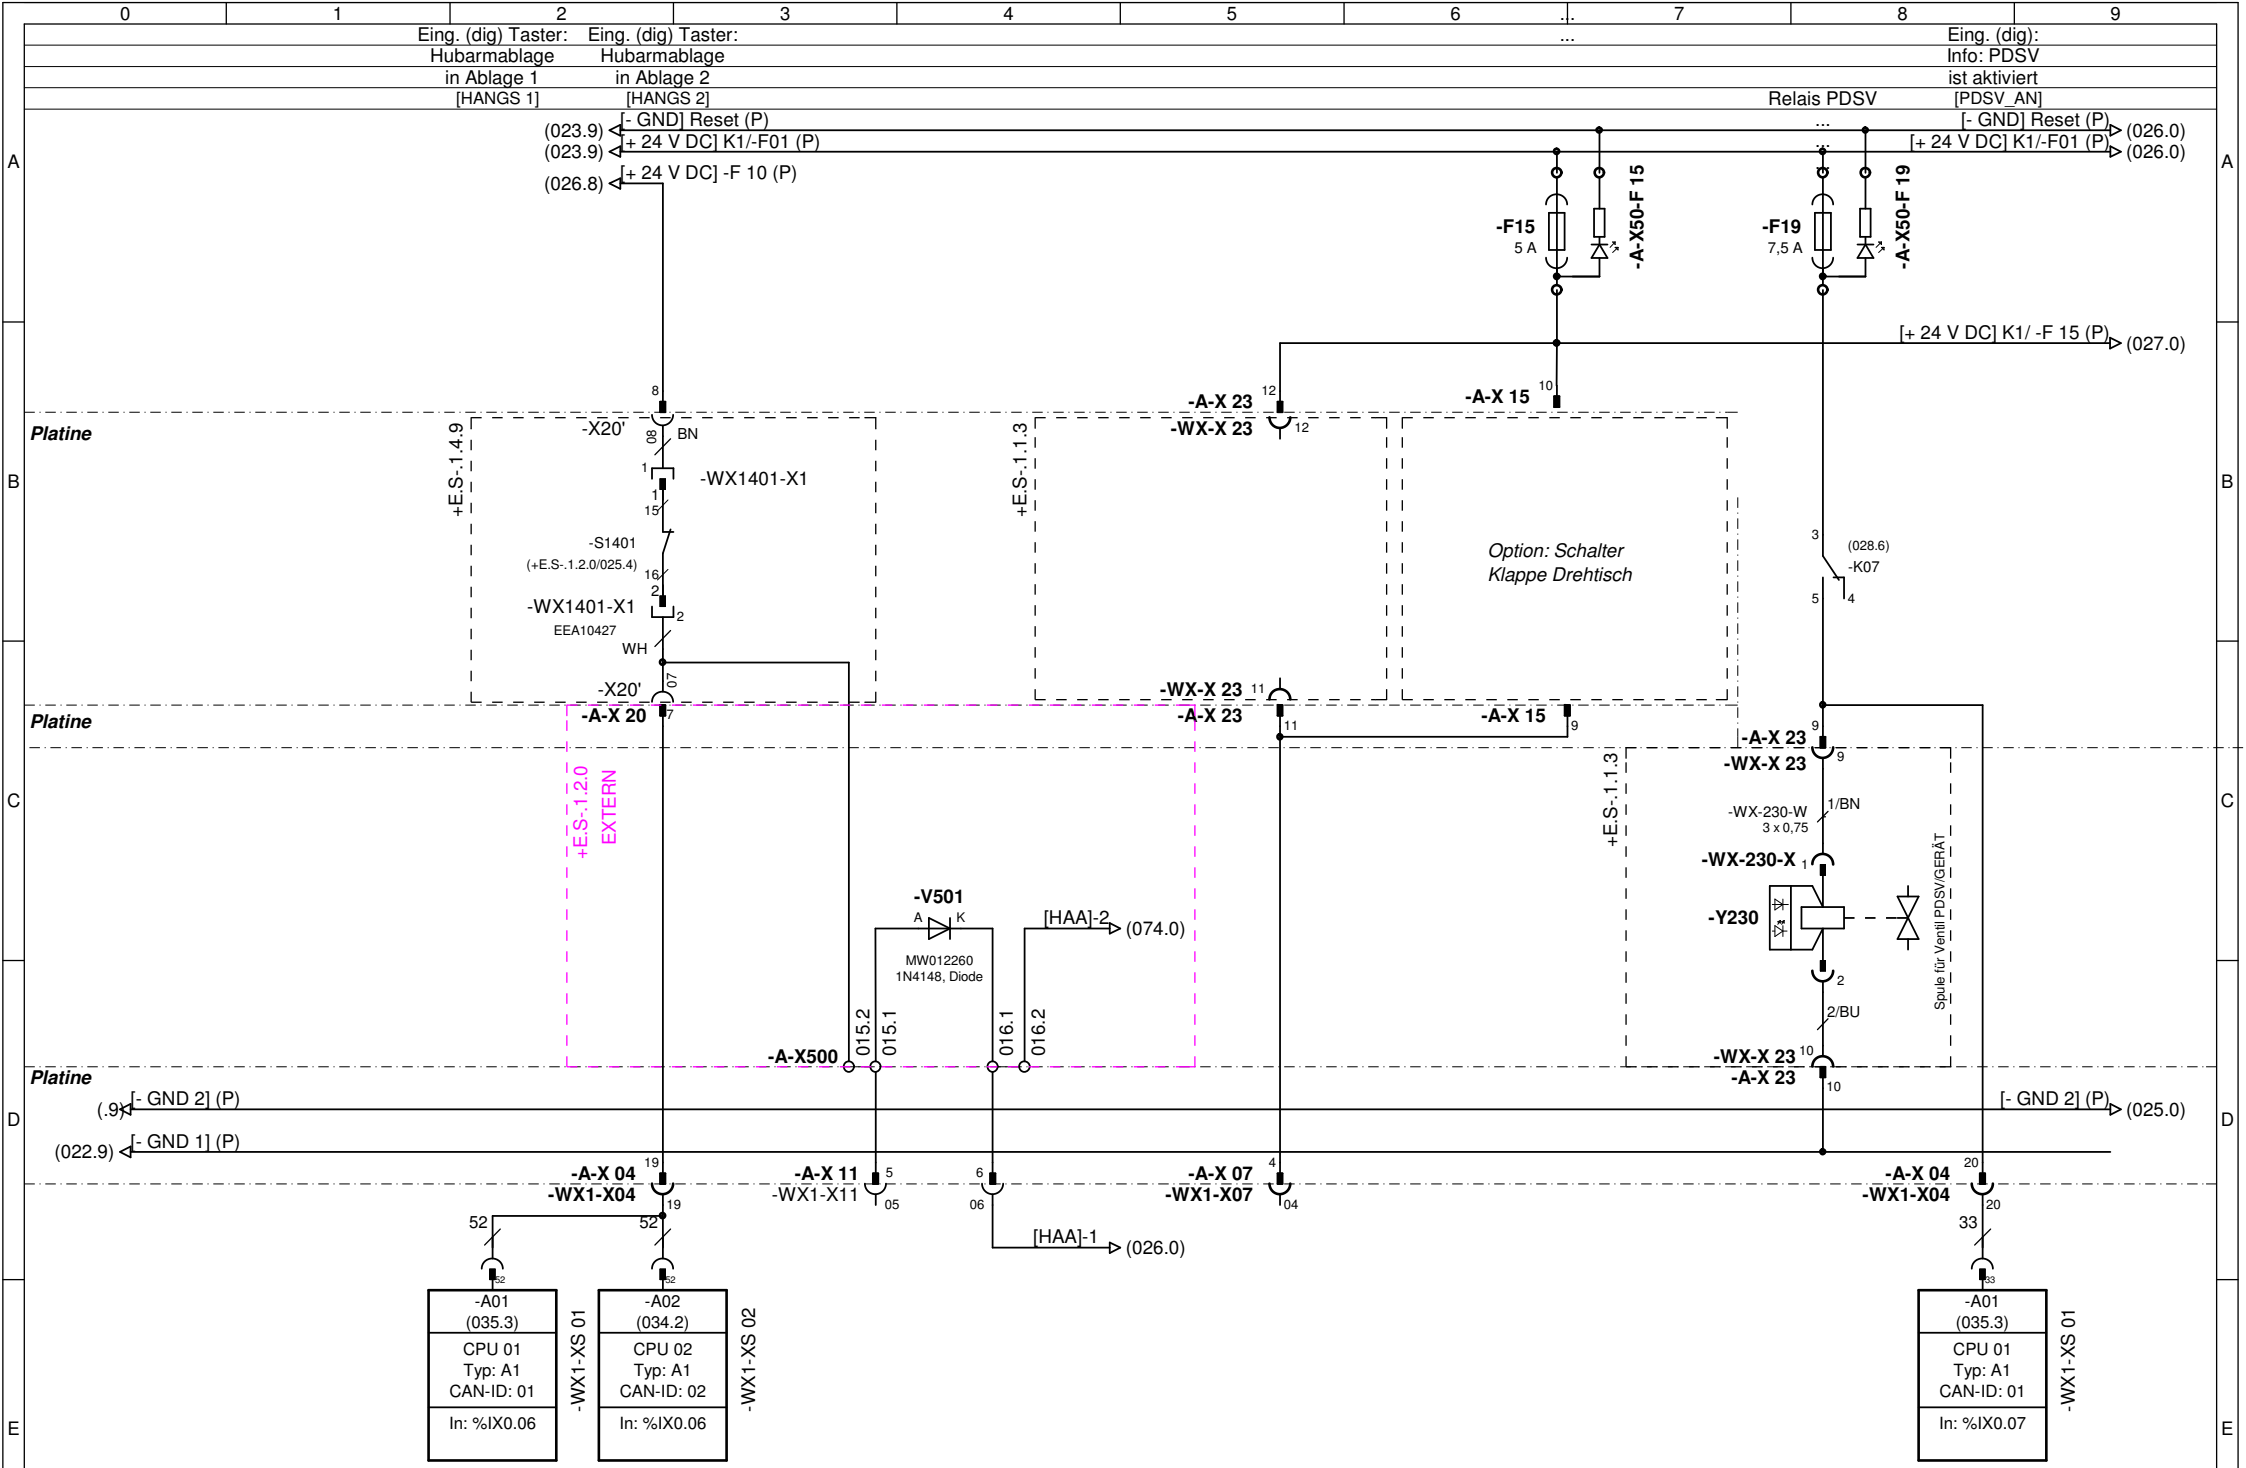 0 1 2 3 4 5 6 ... 7 8 9
Eing. (dig) Taster: Eing. (dig) Taster: ... Eing. (dig):
Hubarmablage Hubarmablage Info: PDSV
in Ablage 1 in Ablage 2 ist aktiviert
[HANGS 1] [HANGS 2] Relais PDSV [PDSV_AN]
(023.9) [- GND] Reset (P) ... [- GND] Reset (P) (026.0)
(023.9) [+ 24 V DC] K1/-F01 (P) ... [+ 24 V DC] K1/-F01 (P) (026.0)
A A
(026.8) [+ 24 V DC] -F 10 (P)
-F15
5 A
-A-X50-F 15
-F19
7,5 A
-A-X50-F 19
[+ 24 V DC] K1/ -F 15 (P) (027.0)
8
-A-X 23 12
-A-X 15 10
Platine
-X20' 08 BN
-WX-X 23 12
+E.S-.1.4.9
+E.S-.1.1.3
B B
1
-WX1401-X1
1
15
-S1401
(+E.S-.1.2.0/025.4)
16
2
-WX1401-X1
2
EEA10427
WH
Option: Schalter
Klappe Drehtisch
3
(028.6)
-K07
5 4
-X20' 07
-WX-X 23 11
Platine
-A-X 20 7
-A-X 23 11
-A-X 15 9
9
-A-X 23
-WX-X 23 9
C C
+E.S-.1.2.0
EXTERN
+E.S-.1.1.3
-WX-230-W
3 x 0,75
1/BN
-WX-230-X 1
-Y230
2
2/BU
Spule für Ventil PDSV/GERÄT
-V501
A K
MW012260
1N4148, Diode
[HAA]-2 (074.0)
015.2
015.1
016.1
016.2
-A-X500
-WX-X 23 10
-A-X 23 10
Platine
(.9) [- GND 2] (P) [- GND 2] (P) (025.0)
D D
(022.9) [- GND 1] (P)
19
-A-X 04
-WX1-X04
19
-A-X 11 5
-WX1-X11 05
6
06
4
-A-X 07
-WX1-X07 04
20
-A-X 04
-WX1-X04
20
52 52 33
[HAA]-1 (026.0)
52 52 33
-A01
(035.3)
CPU 01
Typ: A1
CAN-ID: 01
In: %IX0.06
-WX1-XS 01
-A02
(034.2)
CPU 02
Typ: A1
CAN-ID: 02
In: %IX0.06
-WX1-XS 02
-A01
(035.3)
CPU 01
Typ: A1
CAN-ID: 01
In: %IX0.07
-WX1-XS 01
E E